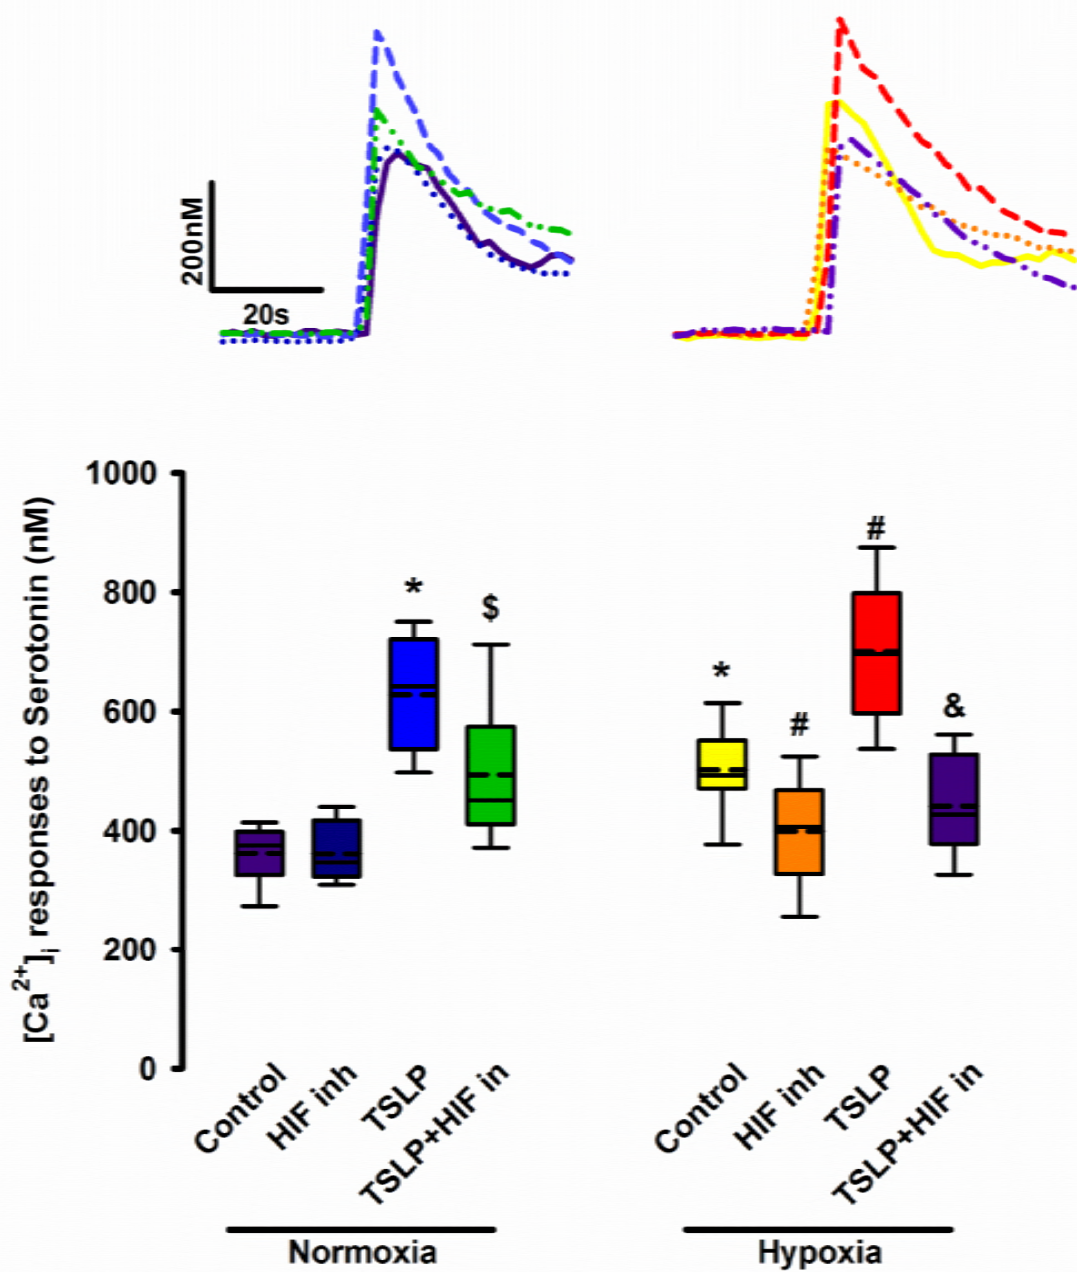 200nM
20s
[Ca2+]i responses to Serotonin (nM)
1000
800
600
400
200
0
*
$
*
#
#
&
Control
HIF inh
TSLP
TSLP+HIF in
Control
HIF inh
TSLP
TSLP+HIF in
Normoxia
Hypoxia